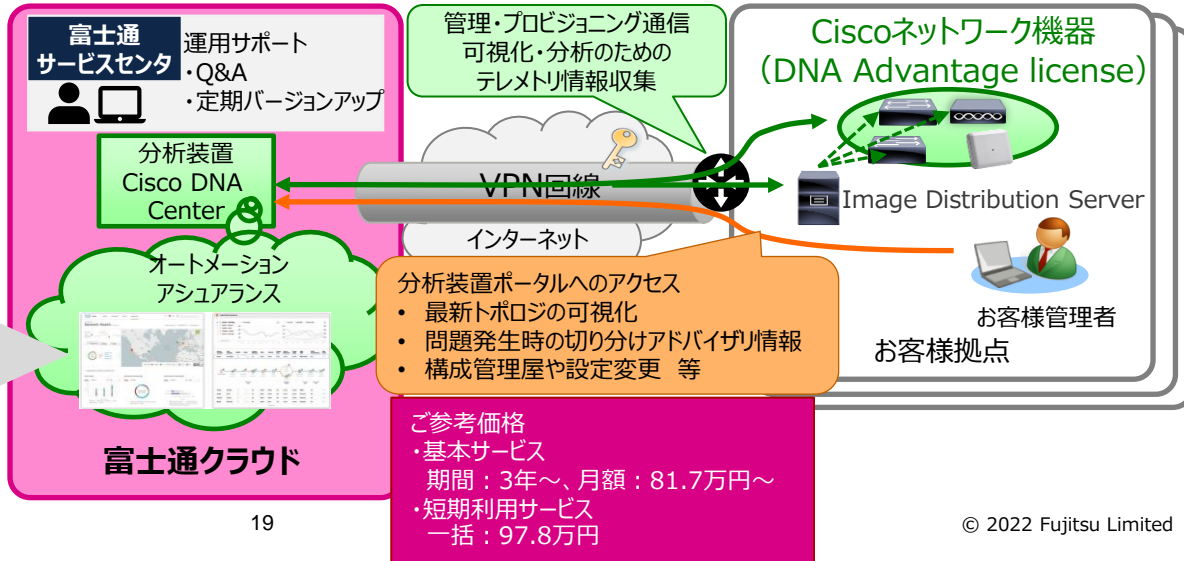 富士通
サービスセンタ
運用サポート
・Q&A
・定期バージョンアップ
分析装置
Cisco DNA
Center
オートメーション
アシュアランス
富士通クラウド
管理・プロビジョニング通信
可視化・分析のための
テレメトリ情報収集
VPN回線
インターネット
Ciscoネットワーク機器
(DNA Advantage license)
Image Distribution Server
お客様管理者
お客様拠点
分析装置ポータルへのアクセス
• 最新トポロジの可視化
• 問題発生時の切り分けアドバイザリ情報
• 構成管理屋や設定変更 等
ご参考価格
・基本サービス
期間：3年～、月額：81.7万円～
・短期利用サービス
一括：97.8万円
19
© 2022 Fujitsu Limited